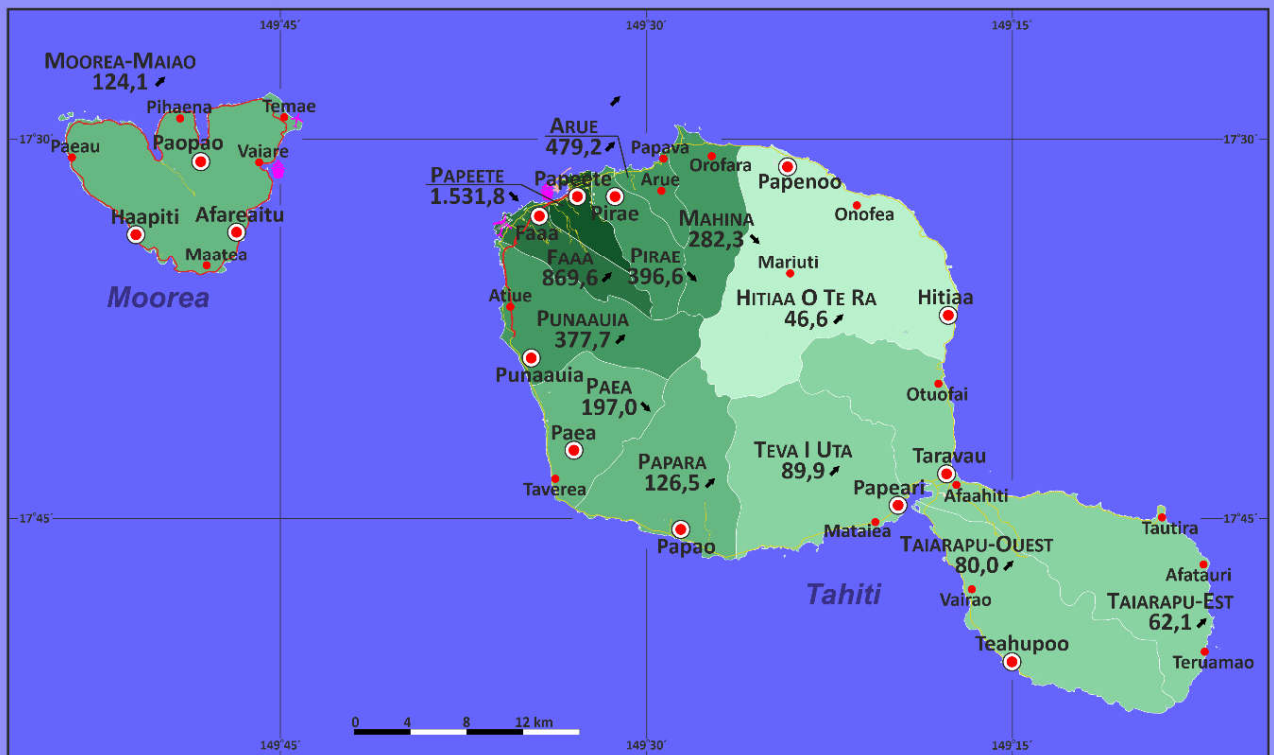 149°45′
149°30′
149°15′
MOOREA-MAIAO
124,1
Pihaena
Temae
17°30′
17°30′
Paeau
Paopao
Vaiare
Haapiti
Afareaitu
Maatea
Moorea
ARUE
479,2
Papava
Orofara
PAPEETE
1.531,8
Papeete
Arue
Pirae
Faaa
Papenoo
Onofea
MAHINA
282,3
FAAA
869,6
PIRAE
396,6
Mariuti
HITIAA O TE RA
46,6
Hitiaa
Atiue
PUNAAUIA
377,7
Punaauia
PAEA
197,0
Otuofai
Paea
Taverea
PAPARA
126,5
TEVA I UTA
89,9
Taravau
Afaahiti
Papeari
17°45′
17°45′
Papao
Mataiea
Tautira
TAIARAPU-OUEST
80,0
Afatauri
Tahiti
Vairao
TAIARAPU-EST
62,1
Teahupoo
Teruamao
0 4 8 12 km
149°45′
149°30′
149°15′